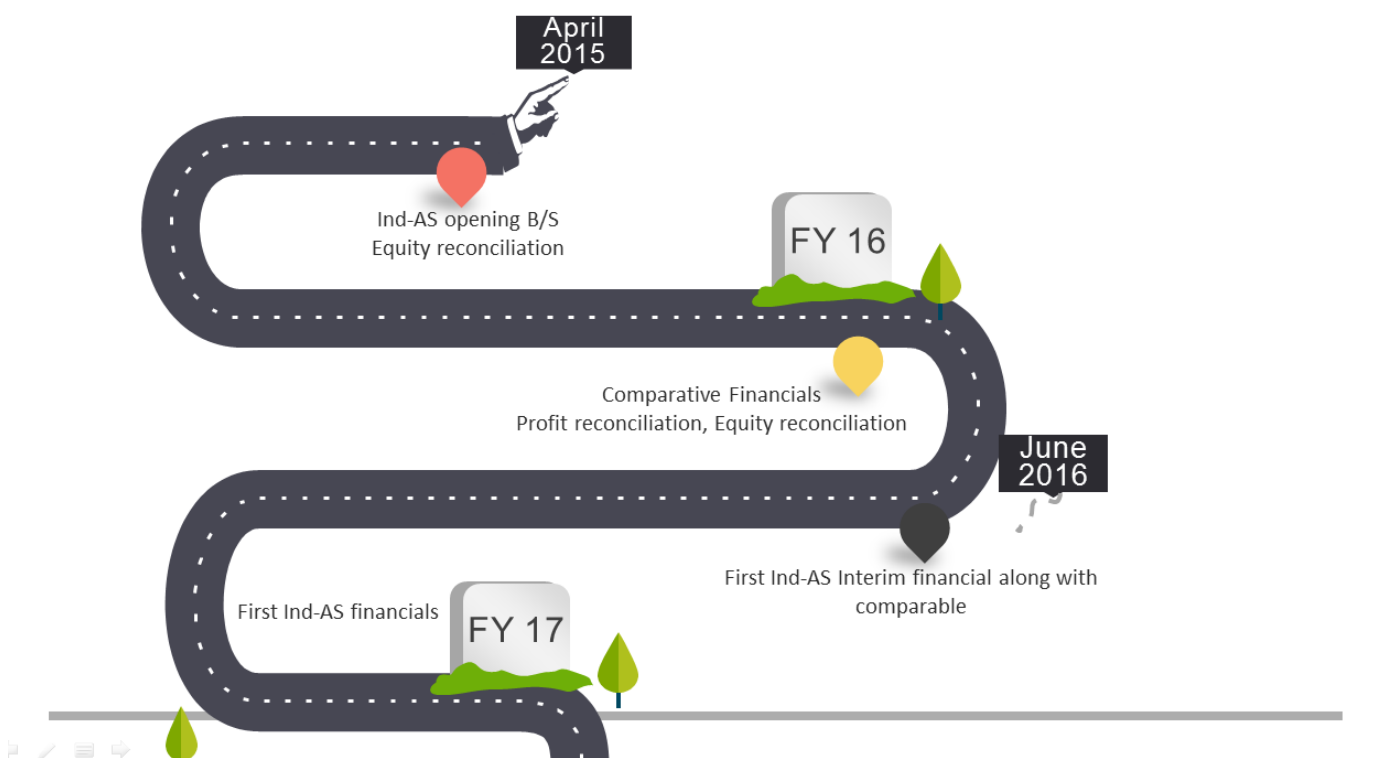 April
2015
Ind-AS opening B/S
Equity reconciliation
FY 16
Comparative Financials
Profit reconciliation, Equity reconciliation
June
2016
First Ind-AS Interim financial along with
comparable
First Ind-AS financials
FY 17